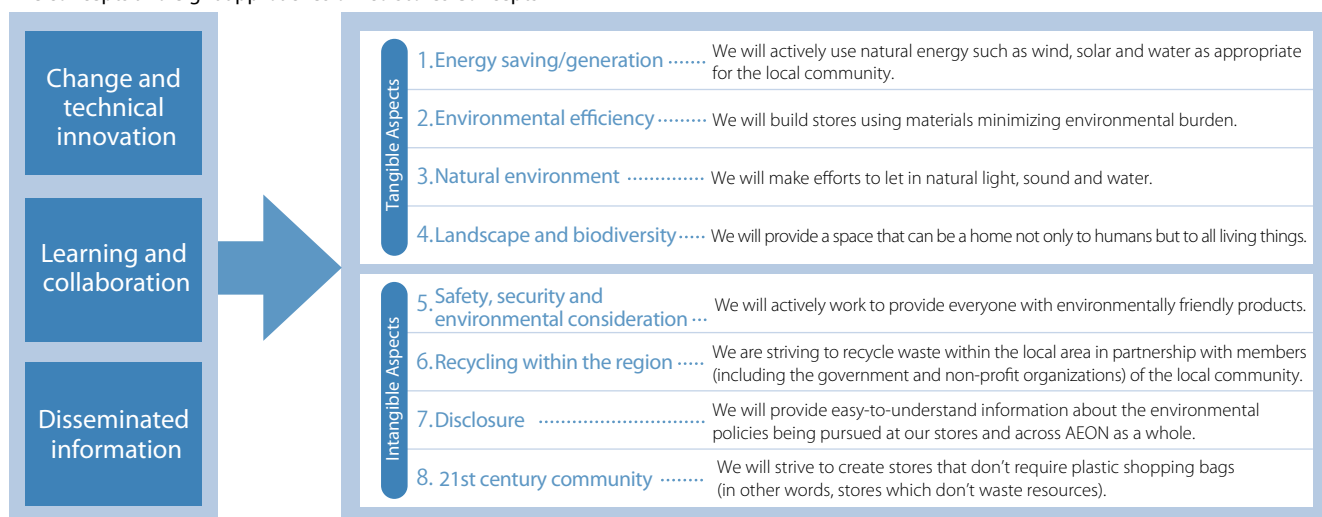 Change and
technical
innovation
Learning and
collaboration
Disseminated
information
Tangible Aspects
1. Energy saving/generation ······· We will actively use natural energy such as wind, solar and water as appropriate
for the local community.
2. Environmental efficiency ········· We will build stores using materials minimizing environmental burden.
3. Natural environment ·············· We will make efforts to let in natural light, sound and water.
4. Landscape and biodiversity ····· We will provide a space that can be a home not only to humans but to all living things.
Intangible Aspects
5. Safety, security and
environmental consideration ··· We will actively work to provide everyone with environmentally friendly products.
6. Recycling within the region ····· We are striving to recycle waste within the local area in partnership with members
(including the government and non-profit organizations) of the local community.
7. Disclosure ····························· We will provide easy-to-understand information about the environmental
policies being pursued at our stores and across AEON as a whole.
8. 21st century community ········ We will strive to create stores that don't require plastic shopping bags
(in other words, stores which don't waste resources).